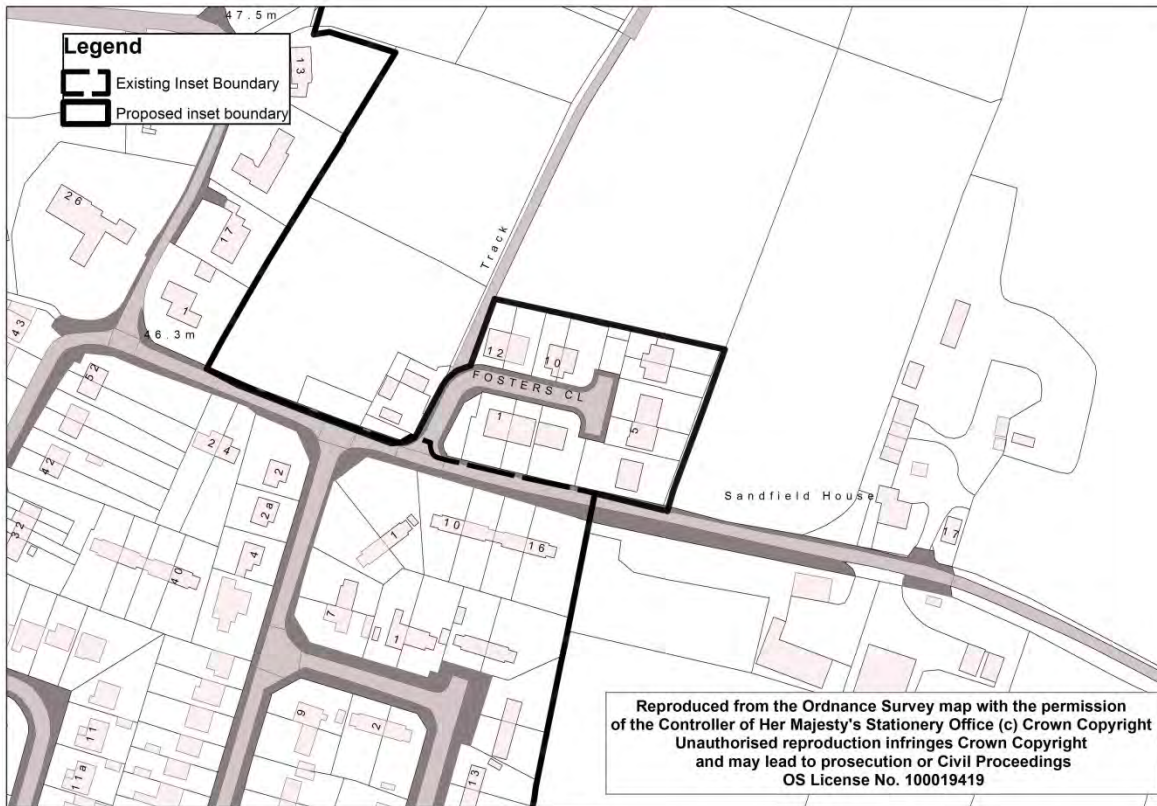 47.5m
Legend
Existing Inset Boundary
Proposed inset boundary
13
26
17
1
46.3m
43
52
42
32
24
2
2a
4
40
Track
12
10
FOSTERS CL
1
5
Sandfield House
17
1
10
16
7
1
9
2
13
11
11a
Reproduced from the Ordnance Survey map with the permission
of the Controller of Her Majesty's Stationery Office (c) Crown Copyright
Unauthorised reproduction infringes Crown Copyright
and may lead to prosecution or Civil Proceedings
OS License No. 100019419